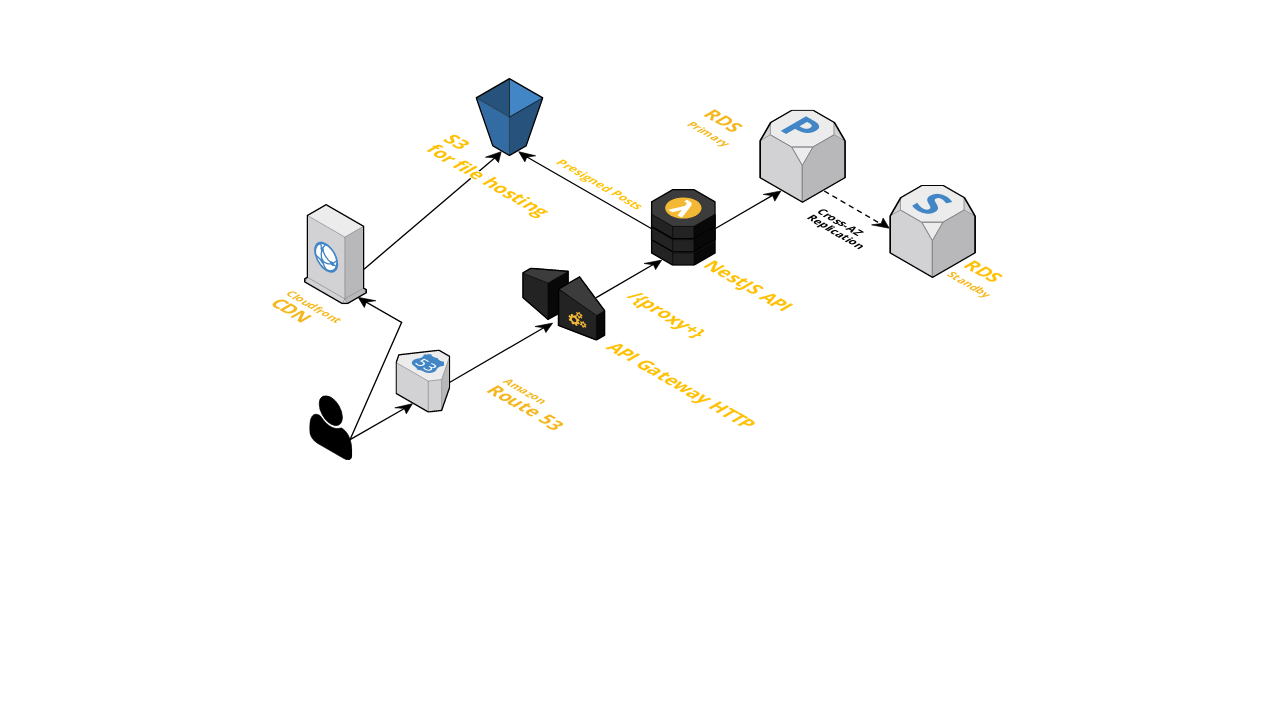 S3
for file hosting
Presigned Posts
RDS
Primary
P
S
Cross-AZ
Replication
RDS
Standby
λ
NestJS API
/{proxy+}
API Gateway HTTP
Cloudfront
CDN
53
Amazon
Route 53